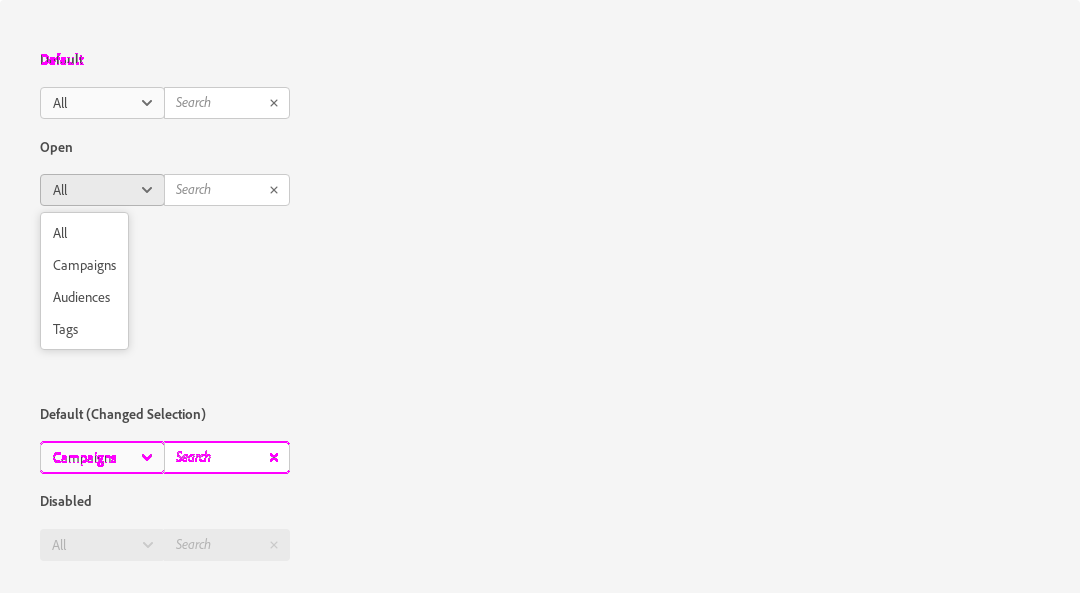 Default
All Search
Open
All Search
All
Campaigns
Audiences
Tags
Default (Changed Selection)
Campaigns Search
Disabled
All Search